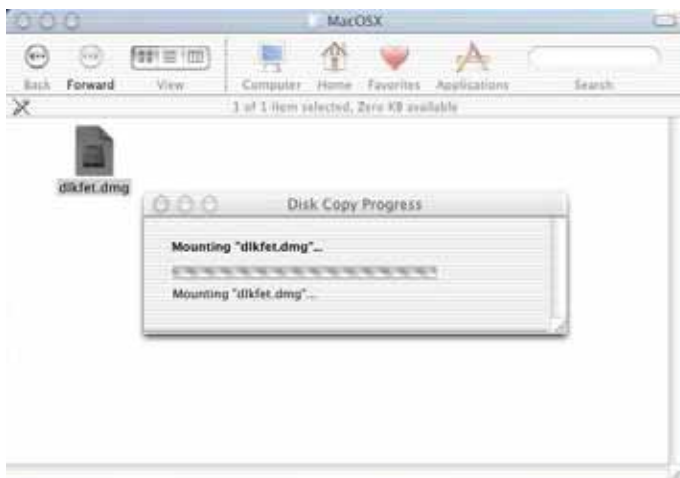 MacOSX
Back Forward View Computer Home Favorites Applications Search
1 of 1 item selected, Zero KB available
dlkfet.dmg
Disk Copy Progress
Mounting "dlkfet.dmg"...
Mounting "dlkfet.dmg"...